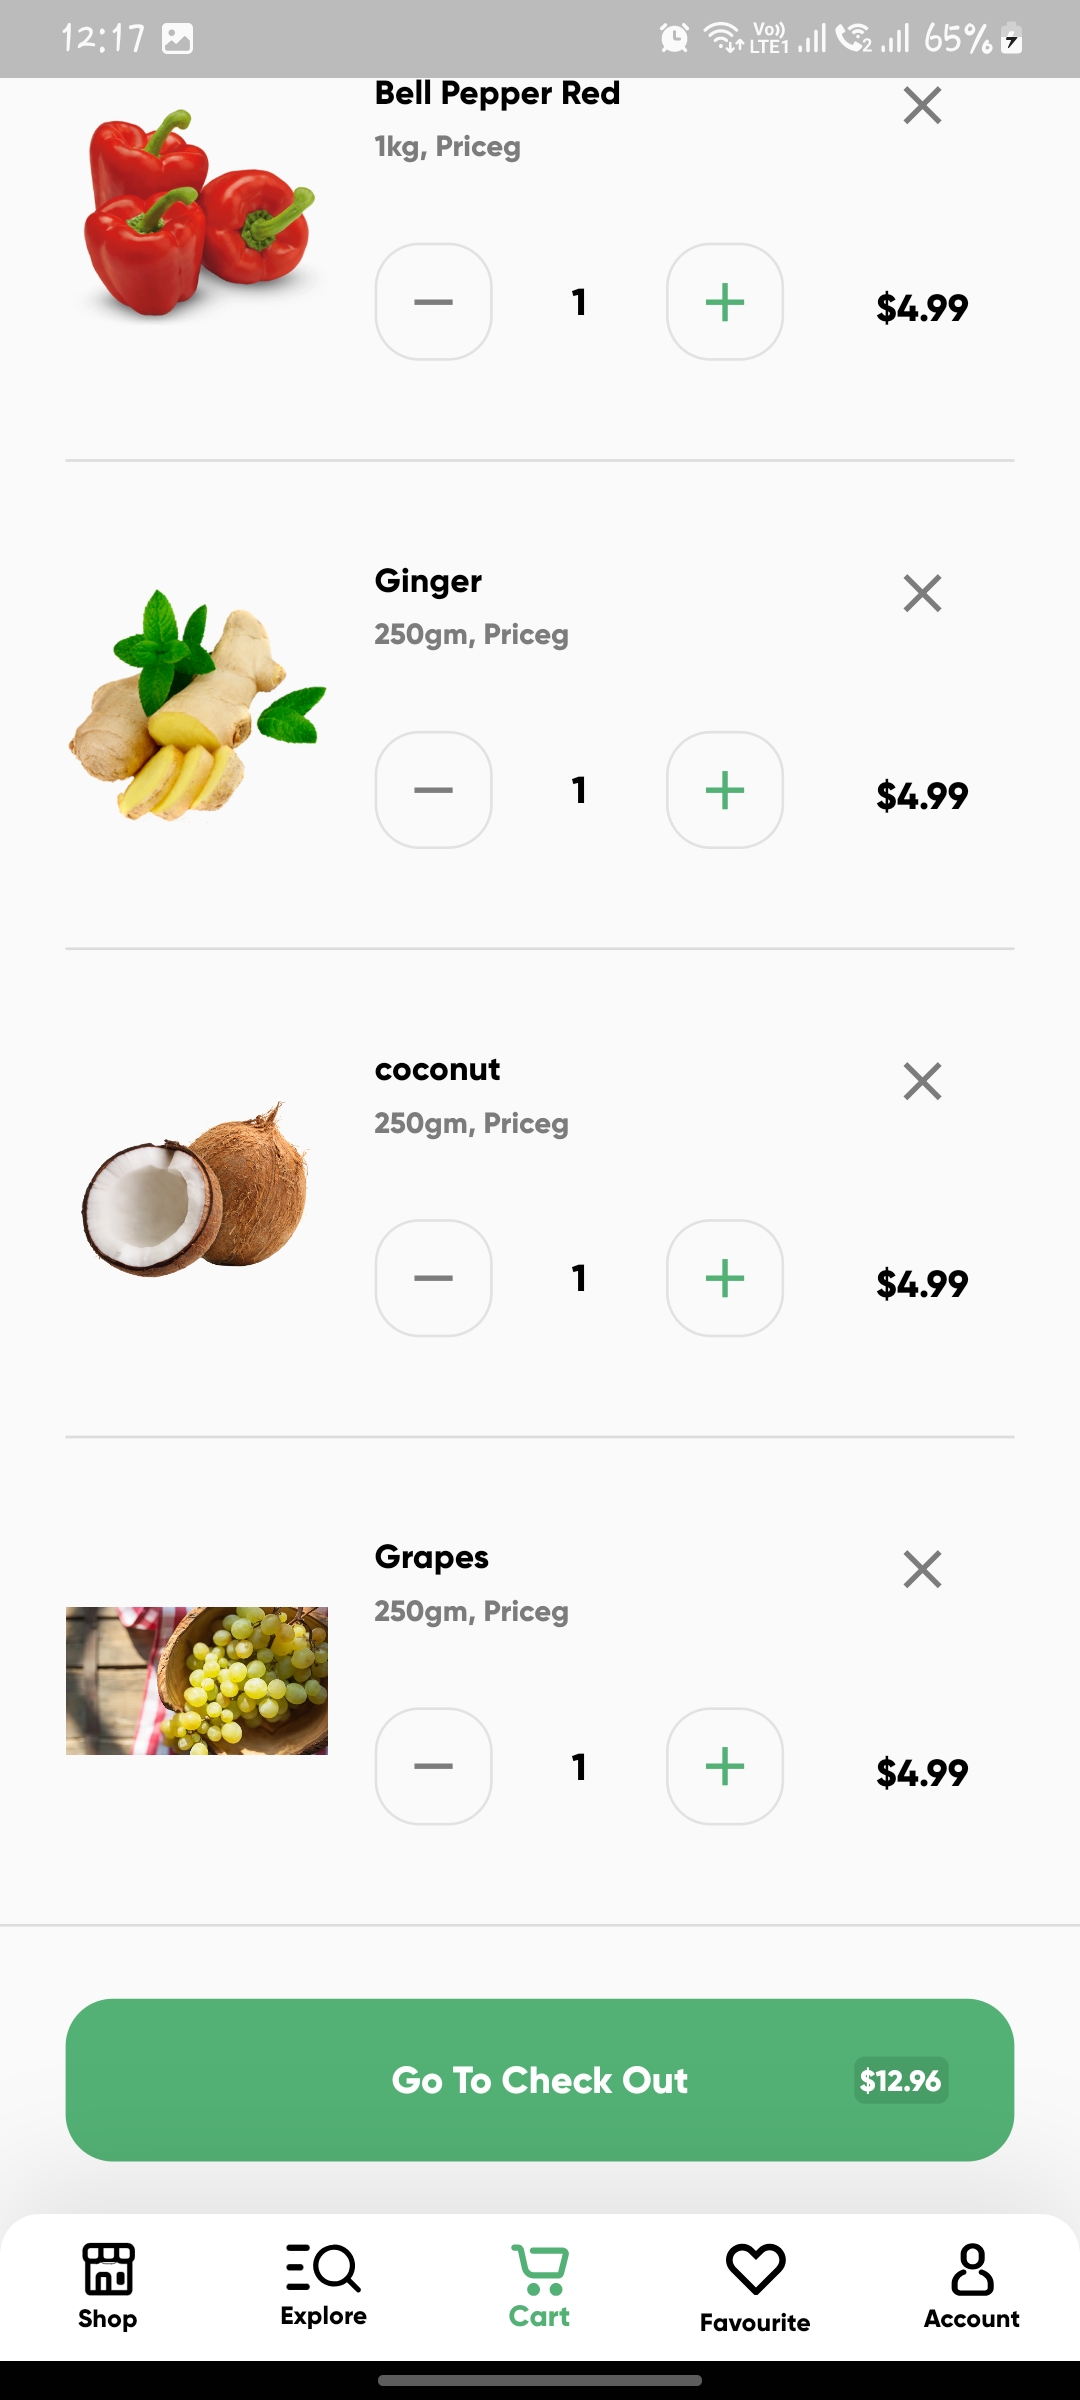 12:17
Vo)) LTE1 2 65%
Bell Pepper Red
1kg, Priceg
1
$4.99
Ginger
250gm, Priceg
1
$4.99
coconut
250gm, Priceg
1
$4.99
Grapes
250gm, Priceg
1
$4.99
Go To Check Out $12.96
Shop Explore Cart Favourite Account